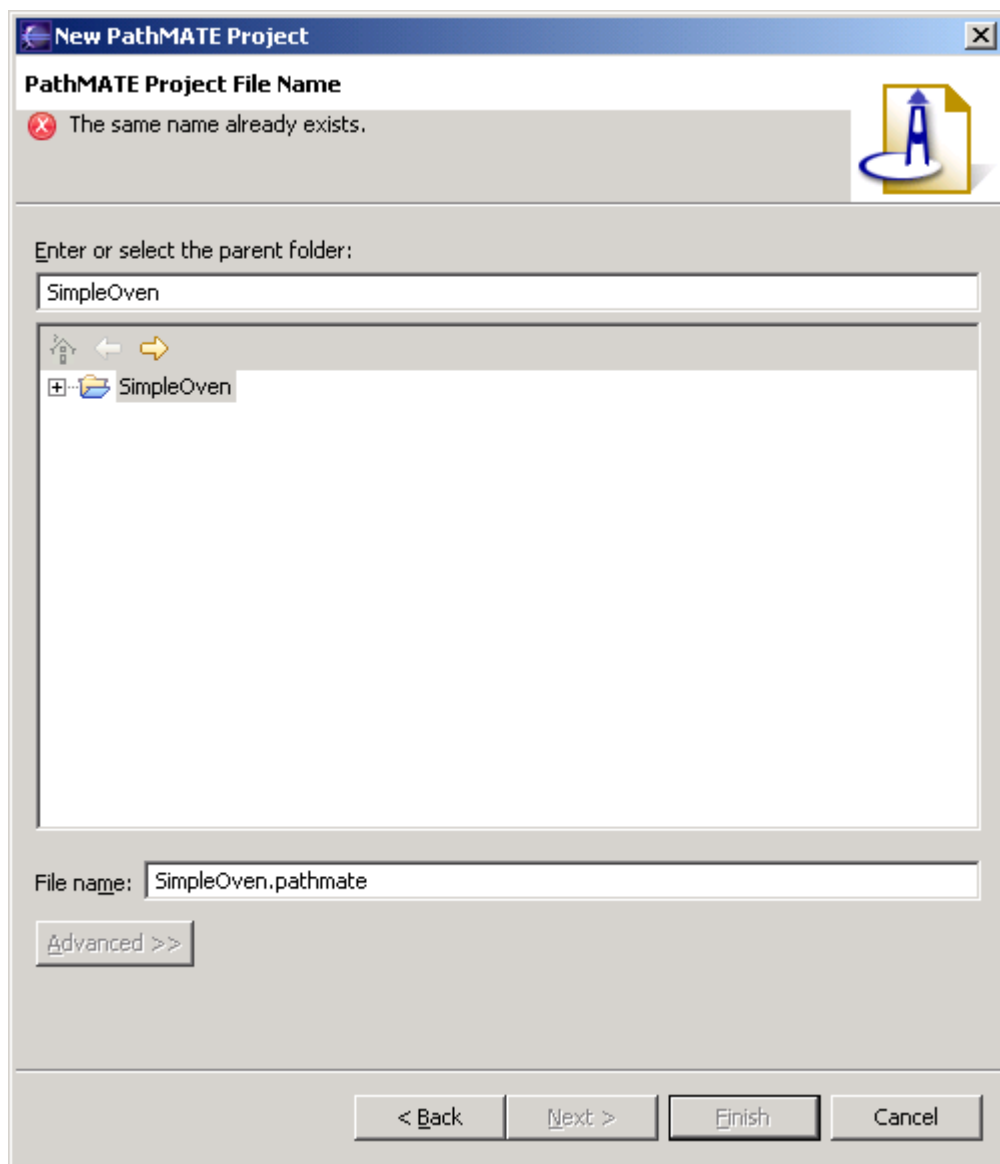 New PathMATE Project
PathMATE Project File Name
The same name already exists.
Enter or select the parent folder:
SimpleOven
SimpleOven
File name: SimpleOven.pathmate
Advanced >>
< Back Next > Finish Cancel